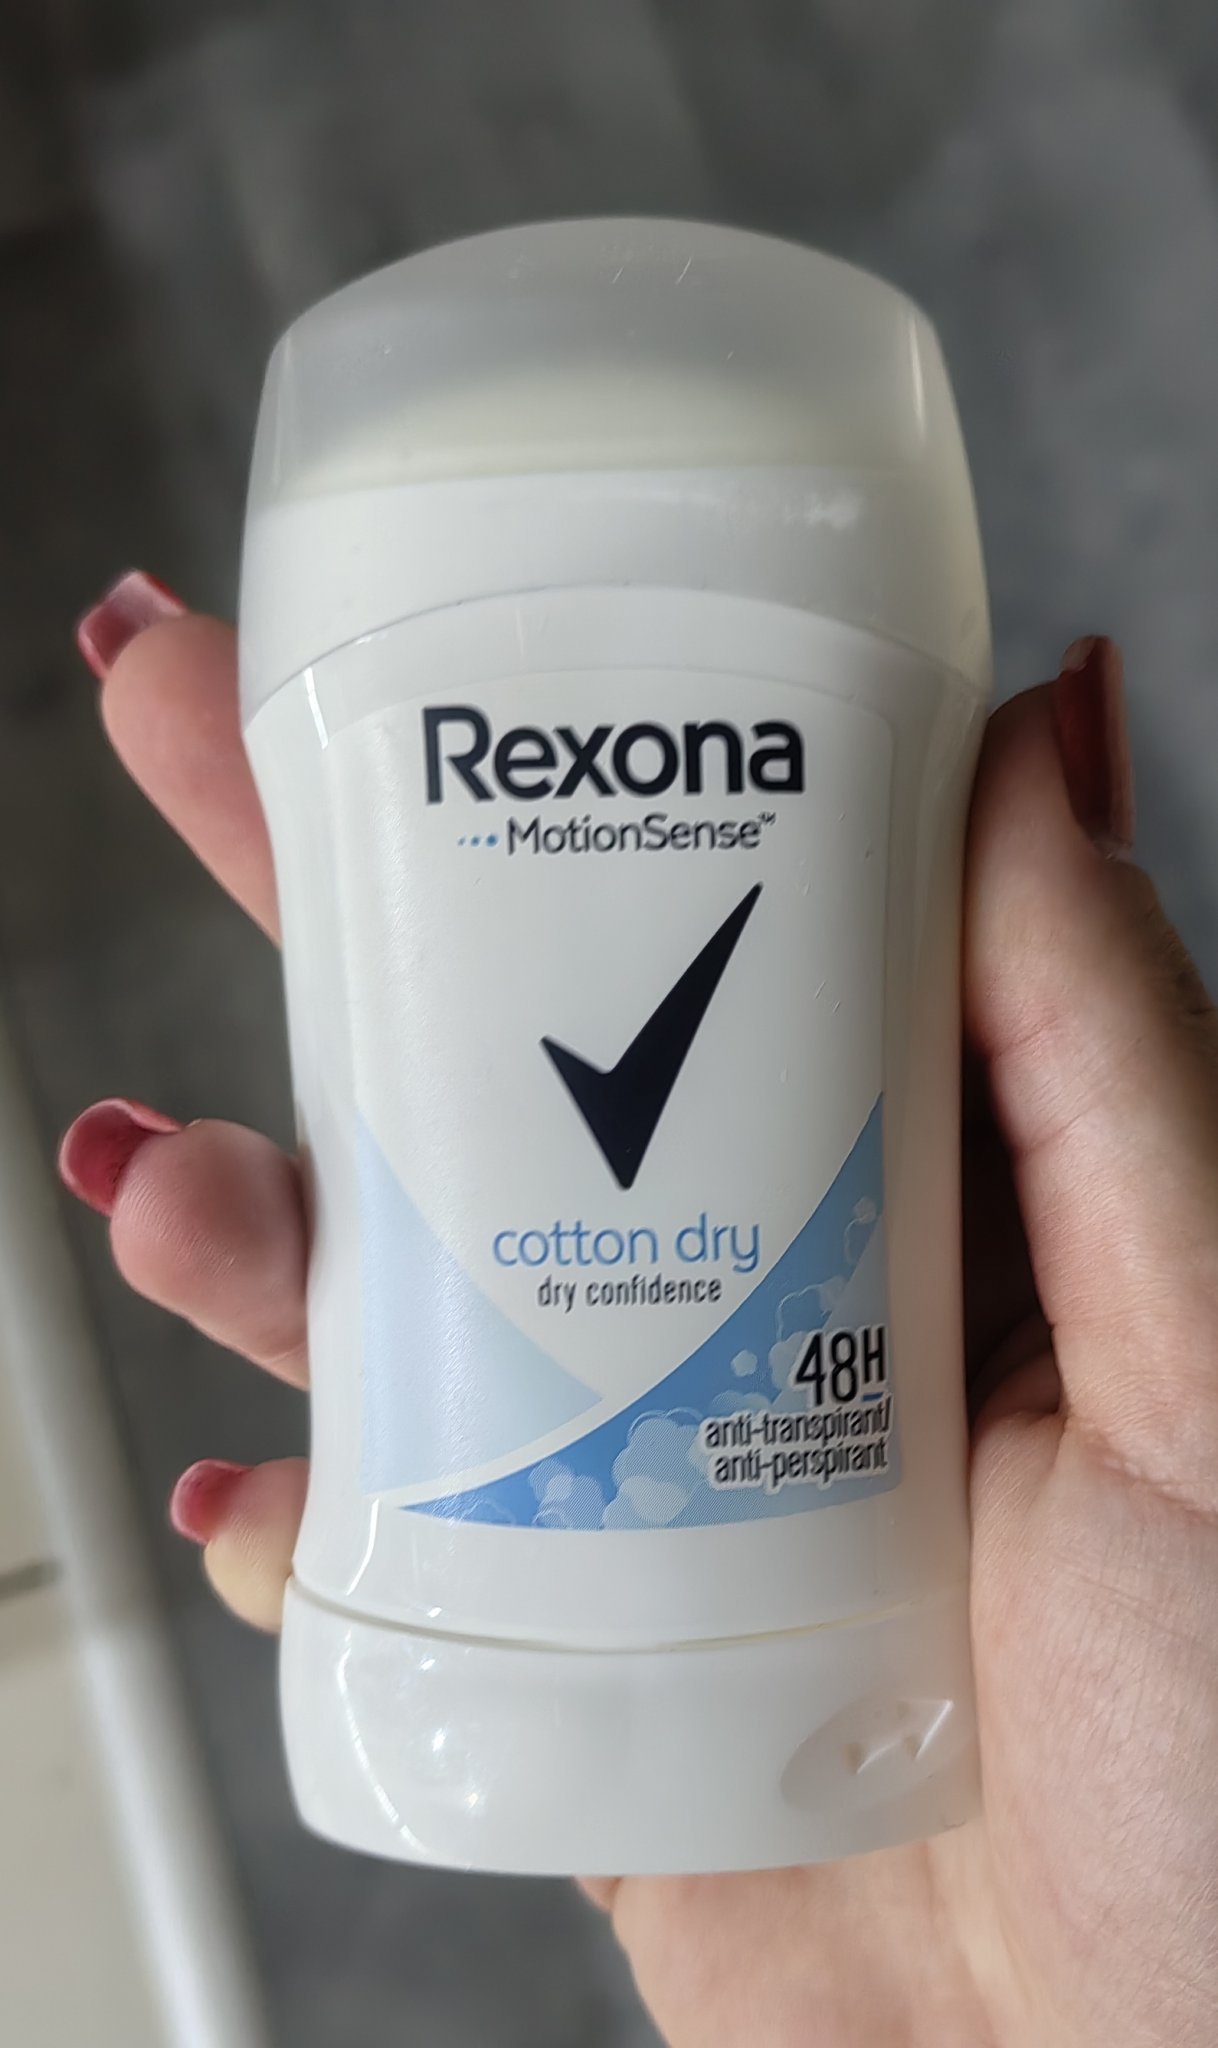 Rexona
MotionSense™
cotton dry
dry confidence
48H
anti-transpirant/
anti-perspirant